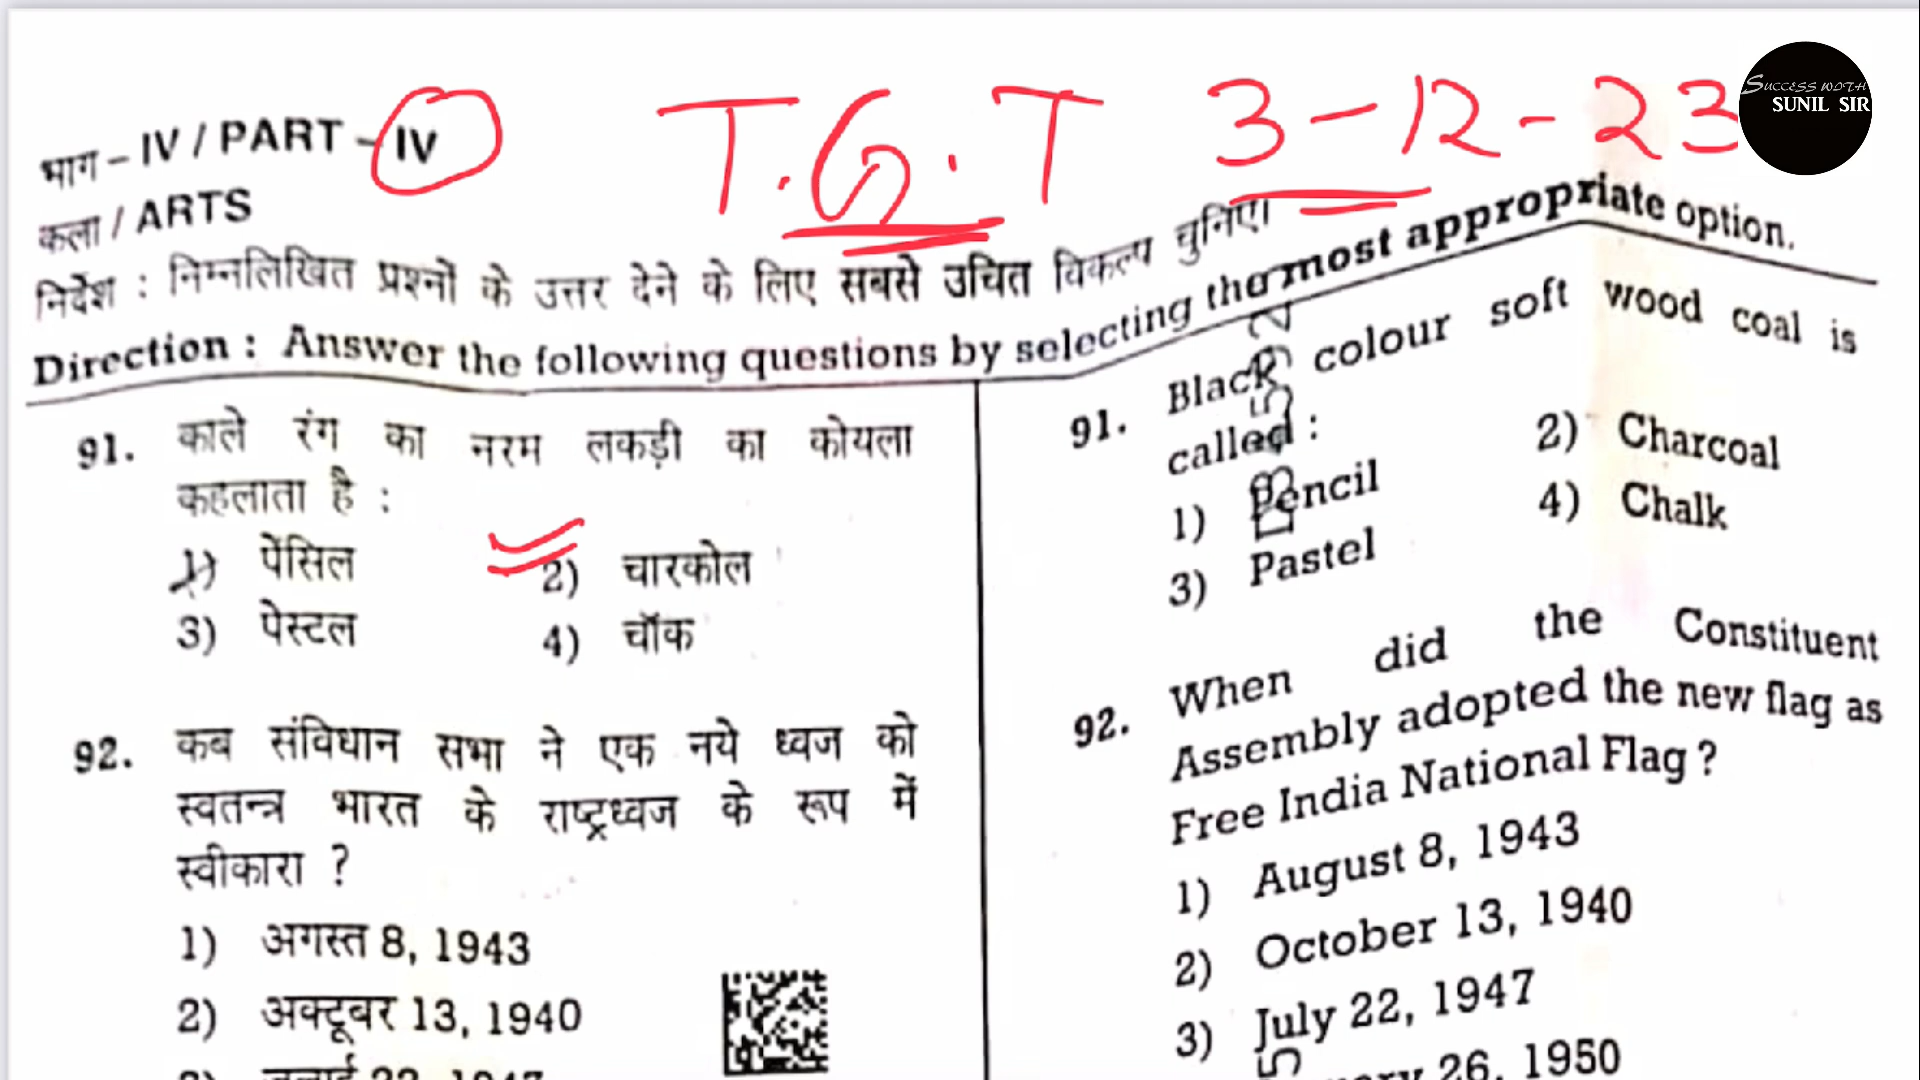 SUCCESS WITH
SUNIL SIR
T.G.T 3-12-23
भाग – IV / PART – IV
कला / ARTS
निर्देश : निम्नलिखित प्रश्नों के उत्तर देने के लिए सबसे उचित विकल्प चुनिए।
Direction : Answer the following questions by selecting the most appropriate option.
91. काले रंग का नरम लकड़ी का कोयला
कहलाता है :
1) पेंसिल 2) चारकोल
3) पेस्टल 4) चॉक
92. कब संविधान सभा ने एक नये ध्वज को
स्वतन्त्र भारत के राष्ट्रध्वज के रूप में
स्वीकारा ?
1) अगस्त 8, 1943
2) अक्टूबर 13, 1940
3) जुलाई 22, 1947
91. Black colour soft wood coal is
called :
1) Pencil 2) Charcoal
3) Pastel 4) Chalk
92. When did the Constituent
Assembly adopted the new flag as
Free India National Flag ?
1) August 8, 1943
2) October 13, 1940
3) July 22, 1947
26, 1950